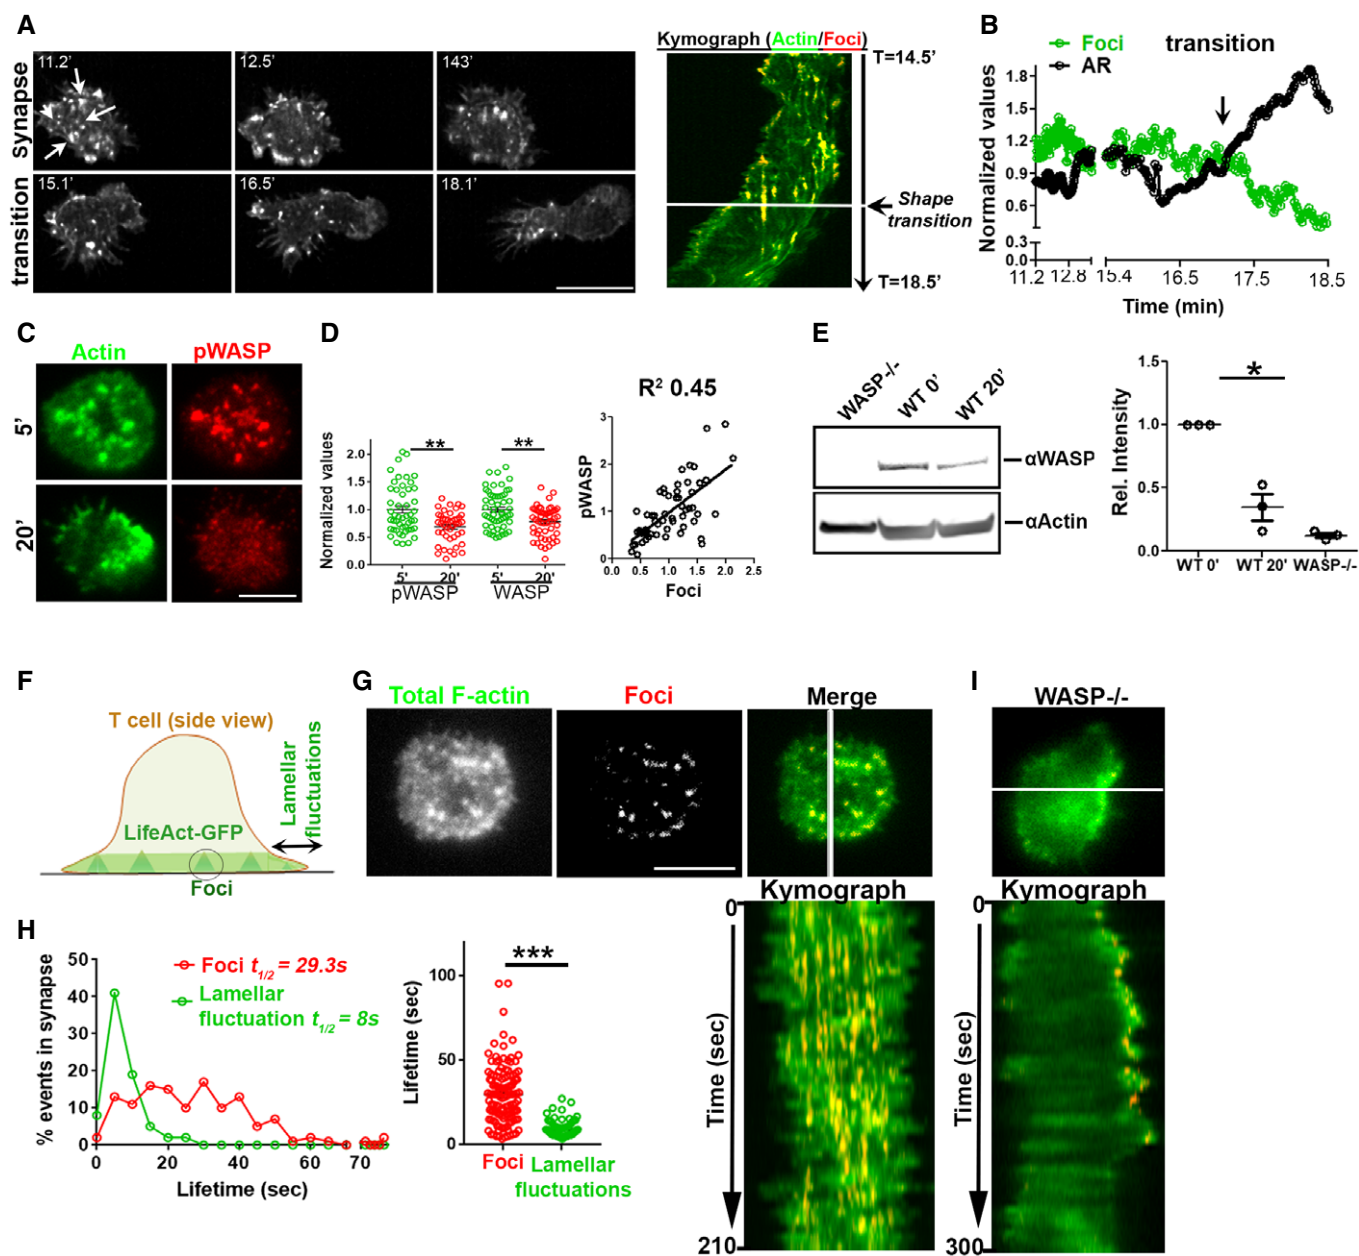 A
synapse
transition
11.2'
12.5'
143'
15.1'
16.5'
18.1'
Kymograph (Actin/Foci)
T=14.5'
Shape
transition
T=18.5'
B
Foci
AR
transition
Normalized values
1.8
1.5
1.2
0.9
0.6
0.3
0.0
11.2 12.8 15.4 16.5 17.5 18.5
Time (min)
C
Actin
pWASP
5'
20'
D
Normalized values
2.0
1.5
1.0
0.5
0.0
5' 20' 5' 20'
pWASP WASP
** **
R² 0.45
pWASP
3
2
1
0
0.0 0.5 1.0 1.5 2.0 2.5
Foci
E
WASP-/-
WT 0'
WT 20'
αWASP
αActin
Rel. Intensity
1.5
1.0
0.5
0.0
*
WT 0' WT 20' WASP-/-
F
T cell (side view)
Lamellar
fluctuations
LifeAct-GFP
Foci
G
Total F-actin
Foci
Merge
Kymograph
0
Time (sec)
210
H
% events in synapse
50
40
30
20
10
0
Foci t1/2 = 29.3s
Lamellar
fluctuation t1/2 = 8s
0 20 40 60 70
Lifetime (sec)
Lifetime (sec)
100
50
0
***
Foci
Lamellar
fluctuations
I
WASP-/-
Kymograph
0
Time (sec)
300